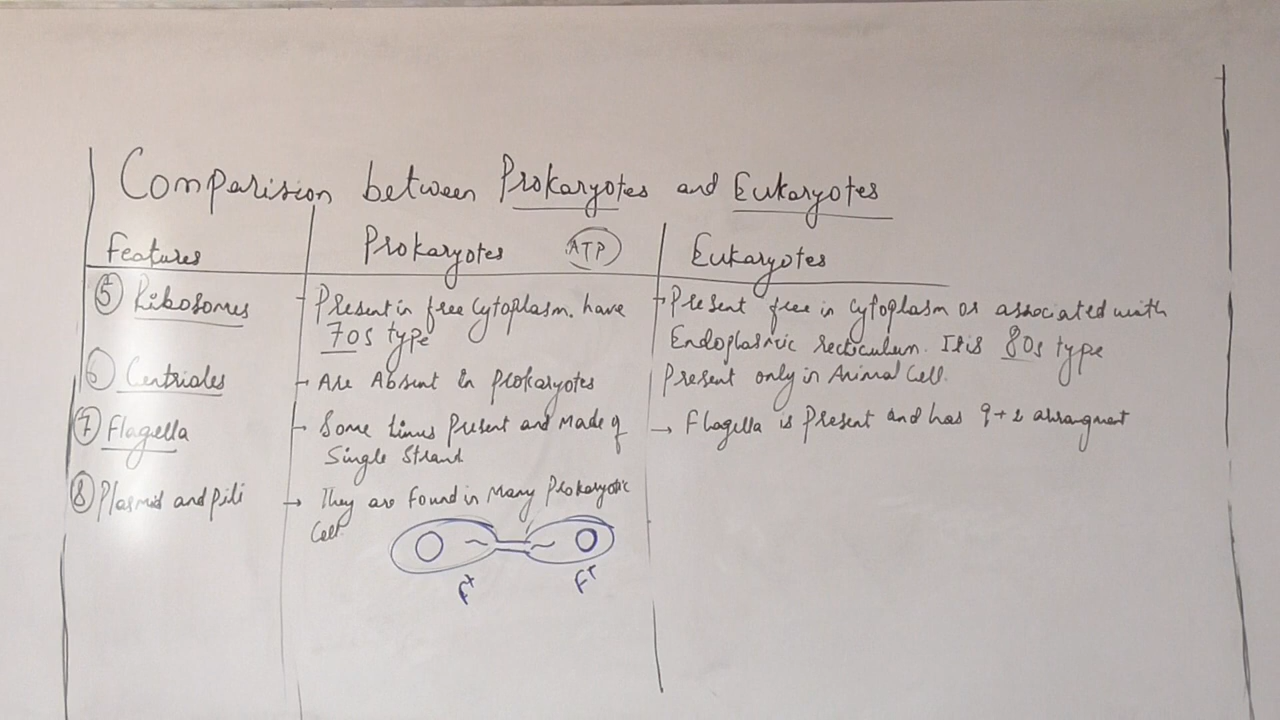 Comparision between Prokaryotes and Eukaryotes
Features Prokaryotes ATP Eukaryotes
5 Ribosomes Present in free Cytoplasm. have Present free in Cytoplasm or associated with
70s type Endoplasmic recticulum. It is 80s type
6 Centrioles Are Absent in Prokaryotes Present only in Animal Cell.
7 Flagella Some times Present and Made of → Flagella is Present and has 9+2 arrangment
Single Strand
8 Plasmid and pili → They are found in Many Prokaryotic
Cell.
F+ F+